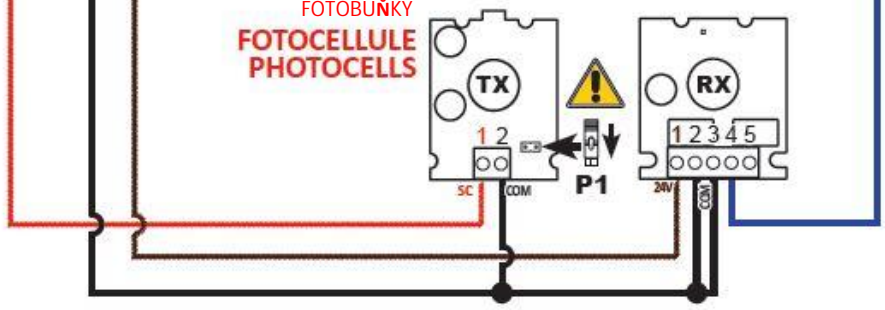 FOTOBUŇKY
FOTOCELLULE
PHOTOCELLS
TX
RX
1 2
1 2 3 4 5
P1
SC
COM
24V
COM